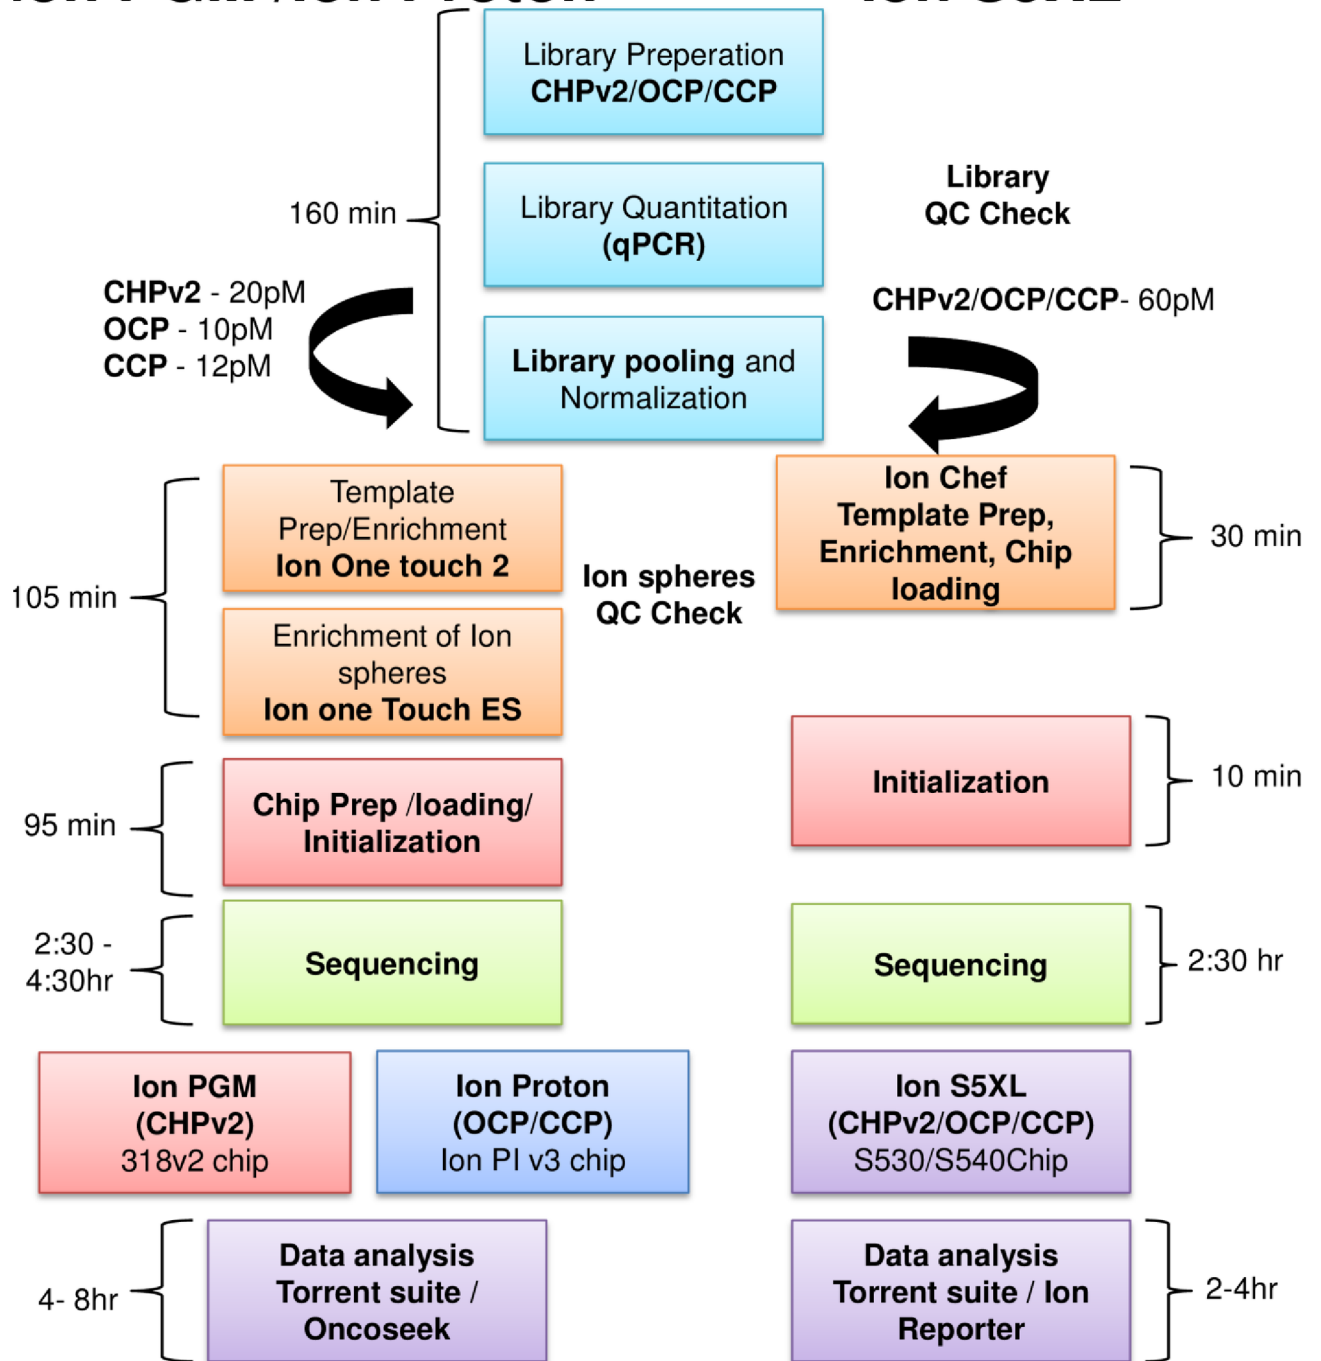 Library Preperation
CHPv2/OCP/CCP
160 min
Library Quantitation
(qPCR)
Library
QC Check
CHPv2 - 20pM
OCP - 10pM
CCP - 12pM
CHPv2/OCP/CCP- 60pM
Library pooling and
Normalization
Template
Prep/Enrichment
Ion One touch 2
105 min
Enrichment of Ion
spheres
Ion one Touch ES
Ion spheres
QC Check
Ion Chef
Template Prep,
Enrichment, Chip
loading
30 min
95 min
Chip Prep /loading/
Initialization
Initialization
10 min
2:30 -
4:30hr
Sequencing
Sequencing
2:30 hr
Ion PGM
(CHPv2)
318v2 chip
Ion Proton
(OCP/CCP)
Ion PI v3 chip
Ion S5XL
(CHPv2/OCP/CCP)
S530/S540Chip
4- 8hr
Data analysis
Torrent suite /
Oncoseek
Data analysis
Torrent suite / Ion
Reporter
2-4hr